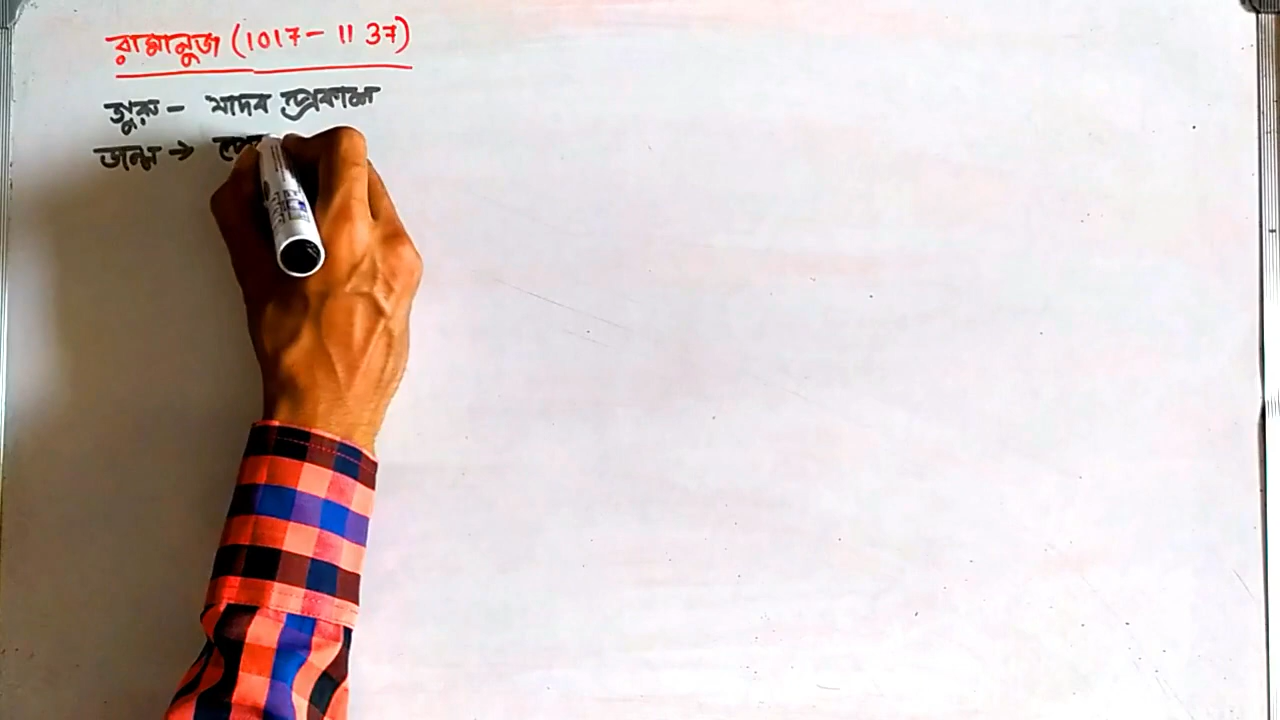 রামানুজ (1017 - 1137)
গুরু - যাদব প্রকাশ
জন্ম →